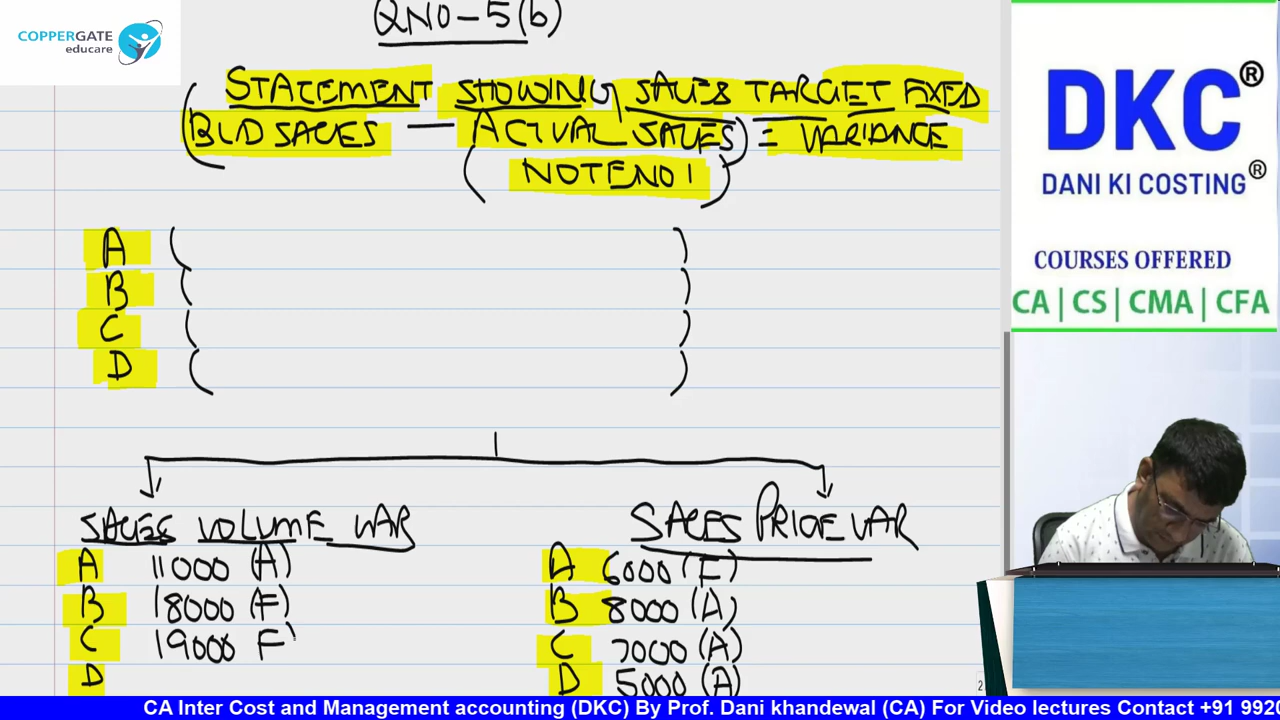 COPPERGATE
educare
QNO-5(b)
(STATEMENT SHOWING SALES TARGET FIXED
(BUD SALES — ACTUAL SALES) = VARIANCE
(NOTE NO 1)
A ( )
B ( )
C ( )
D ( )
SALES VOLUME VAR
A 11000 (A)
B 18000 (F)
C 19000 F)
D
SALES PRICE VAR
A 6000 (F)
B 8000 (A)
C 7000 (A)
D 5000 (A)
DKC®
DANI KI COSTING®
COURSES OFFERED
CA | CS | CMA | CFA
2
CA Inter Cost and Management accounting (DKC) By Prof. Dani khandewal (CA) For Video lectures Contact +91 9920